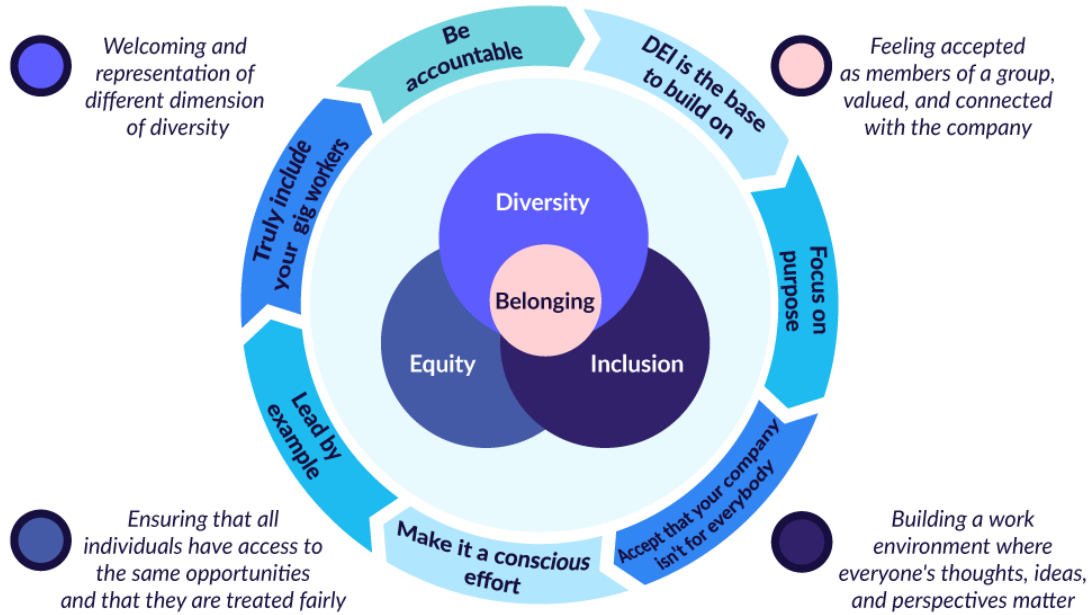 Welcoming and
representation of
different dimension
of diversity
Be
accountable
DEI is the base
to build on
Feeling accepted
as members of a group,
valued, and connected
with the company
Truly include
your gig workers
Diversity
Focus on
purpose
Belonging
Equity
Inclusion
Lead by
example
Accept that your company
isn't for everybody
Make it a conscious
effort
Ensuring that all
individuals have access to
the same opportunities
and that they are treated fairly
Building a work
environment where
everyone's thoughts, ideas,
and perspectives matter